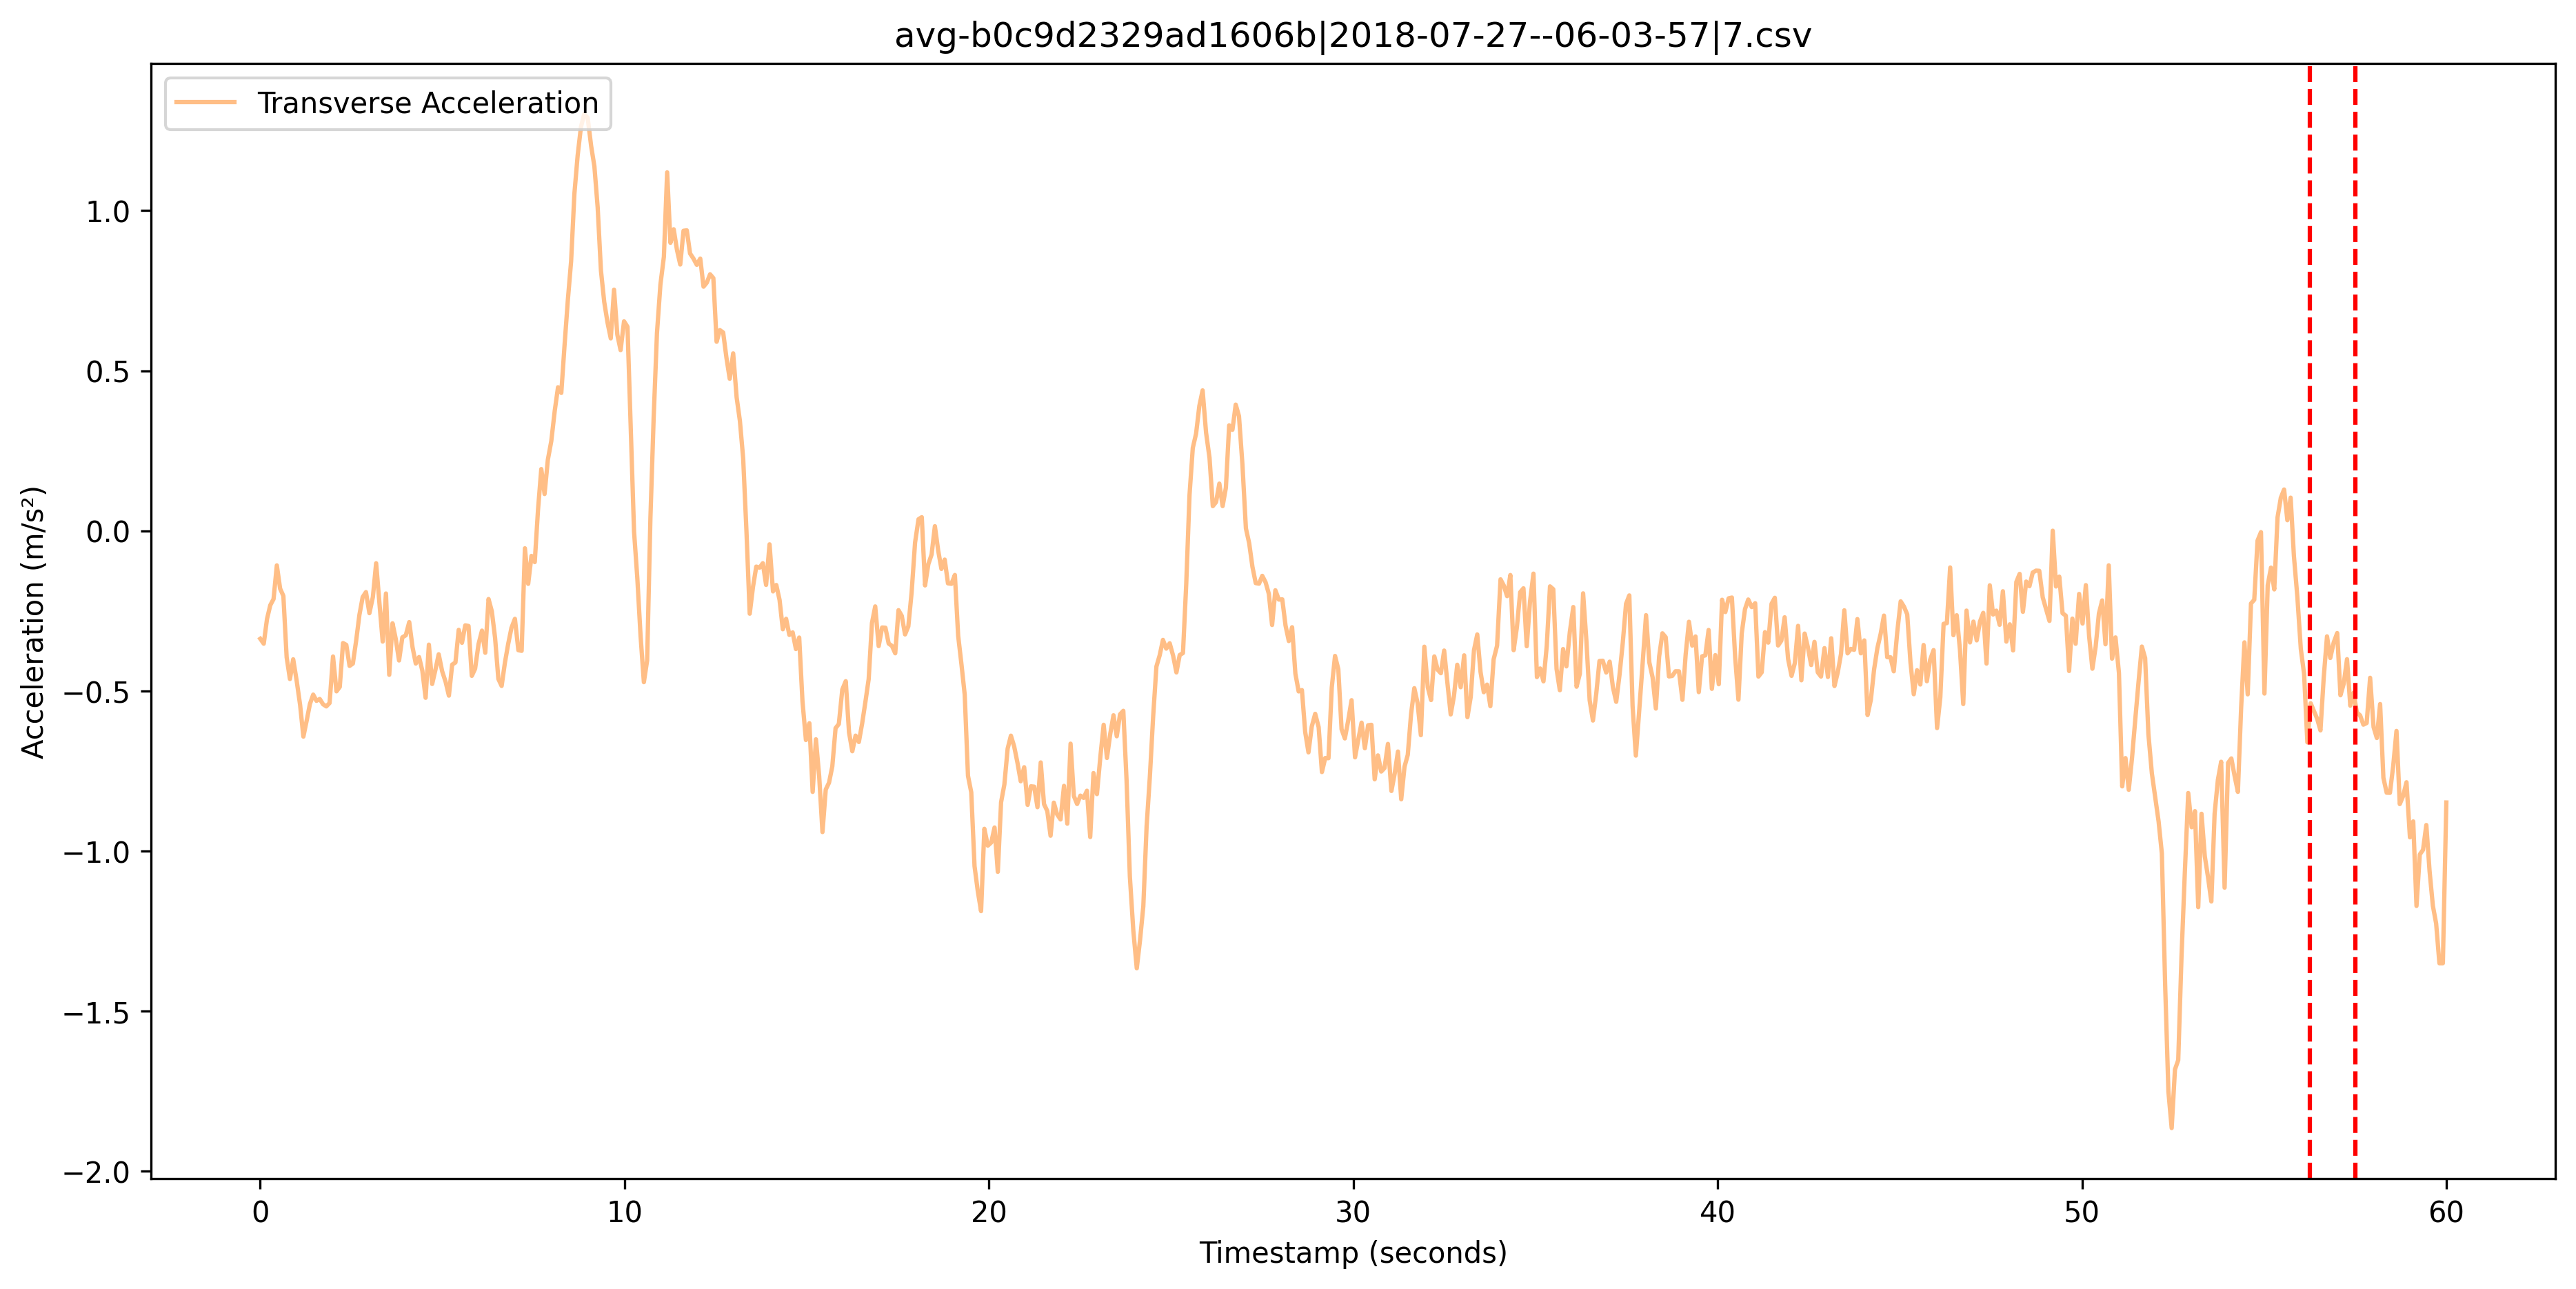 avg-b0c9d2329ad1606b|2018-07-27--06-03-57|7.csv
Transverse Acceleration
1.0
0.5
0.0
−0.5
−1.0
−1.5
−2.0
Acceleration (m/s²)
0 10 20 30 40 50 60
Timestamp (seconds)